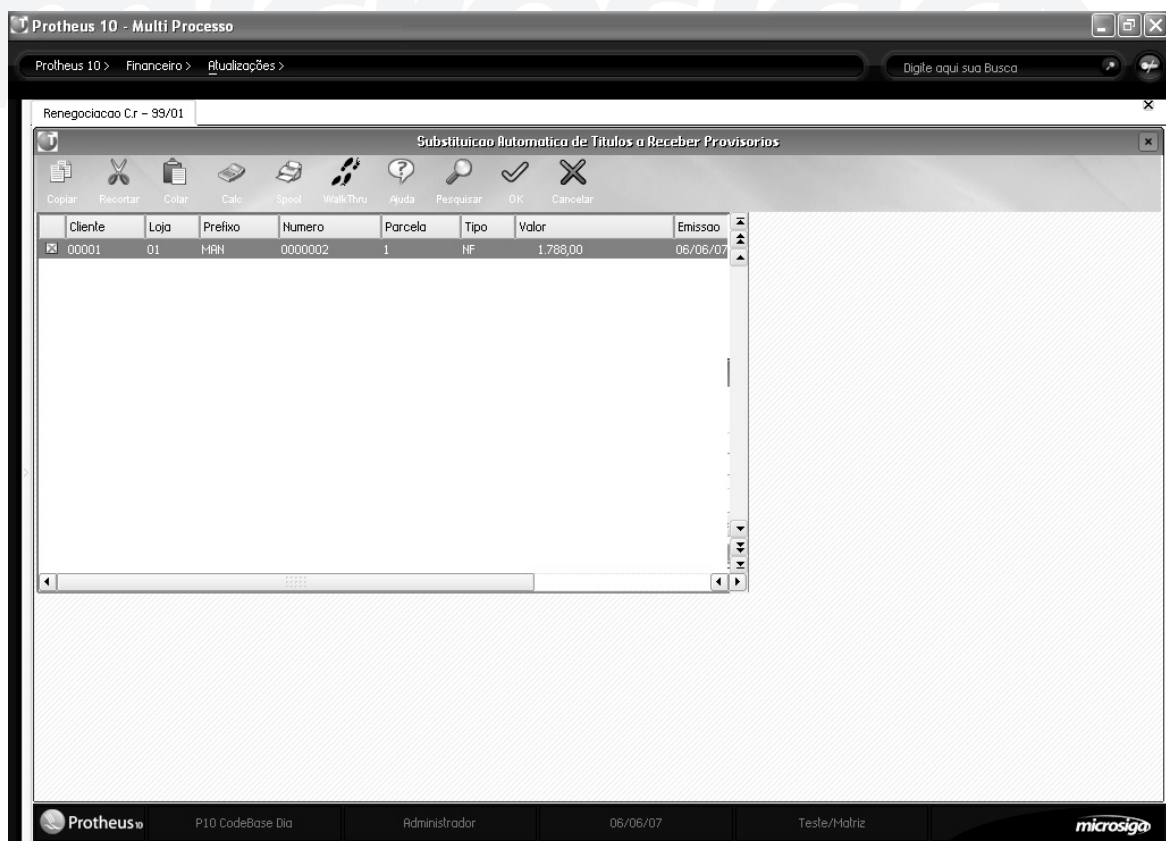 Protheus 10 - Multi Processo
Protheus 10 > Financeiro > Atualizações >
Digite aqui sua Busca
Renegociacao C.r - 99/01
Substituicao Automatica de Titulos a Receber Provisorios
Copiar Recortar Colar Calc Spool WalkThru Ajuda Pesquisar OK Cancelar
Cliente Loja Prefixo Numero Parcela Tipo Valor Emissao
00001 01 MAN 0000002 1 NF 1.788,00 06/06/07
Protheus10 P10 CodeBase Dia Administrador 06/06/07 Teste/Matriz microsiga